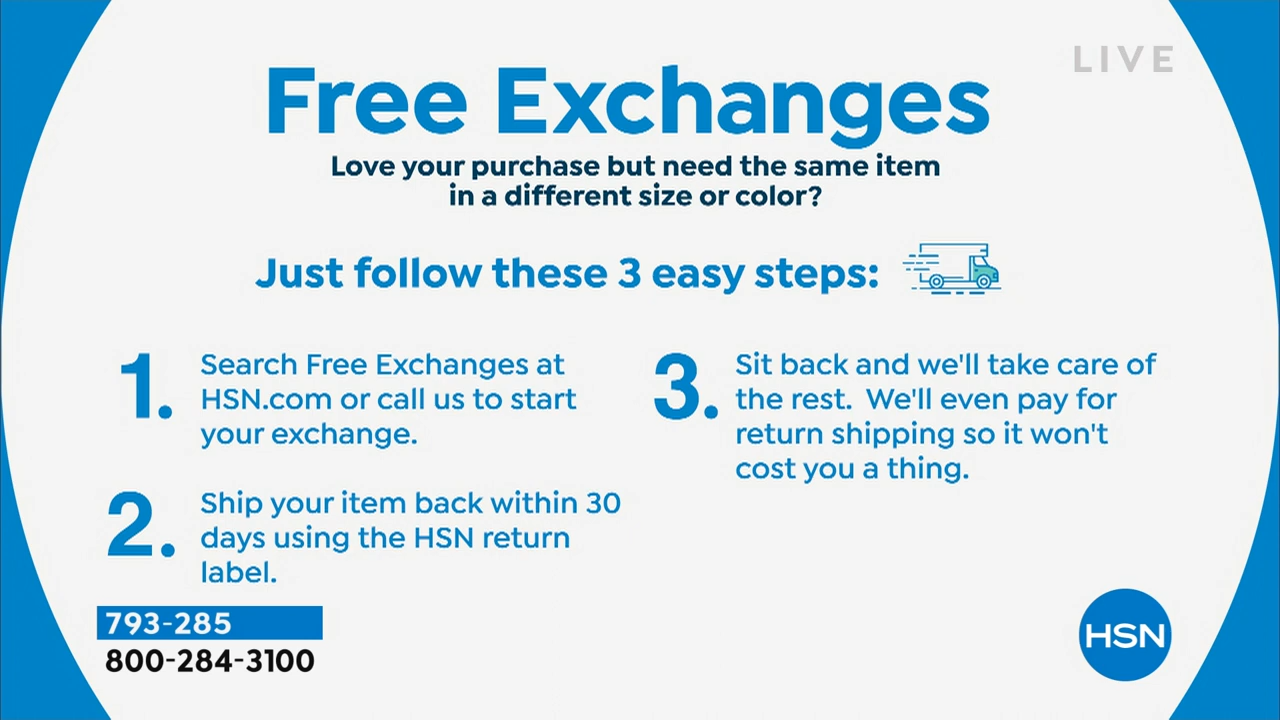 LIVE
Free Exchanges
Love your purchase but need the same item
in a different size or color?
Just follow these 3 easy steps:
1. Search Free Exchanges at
HSN.com or call us to start
your exchange.
2. Ship your item back within 30
days using the HSN return
label.
3. Sit back and we'll take care of
the rest. We'll even pay for
return shipping so it won't
cost you a thing.
793-285
800-284-3100
HSN